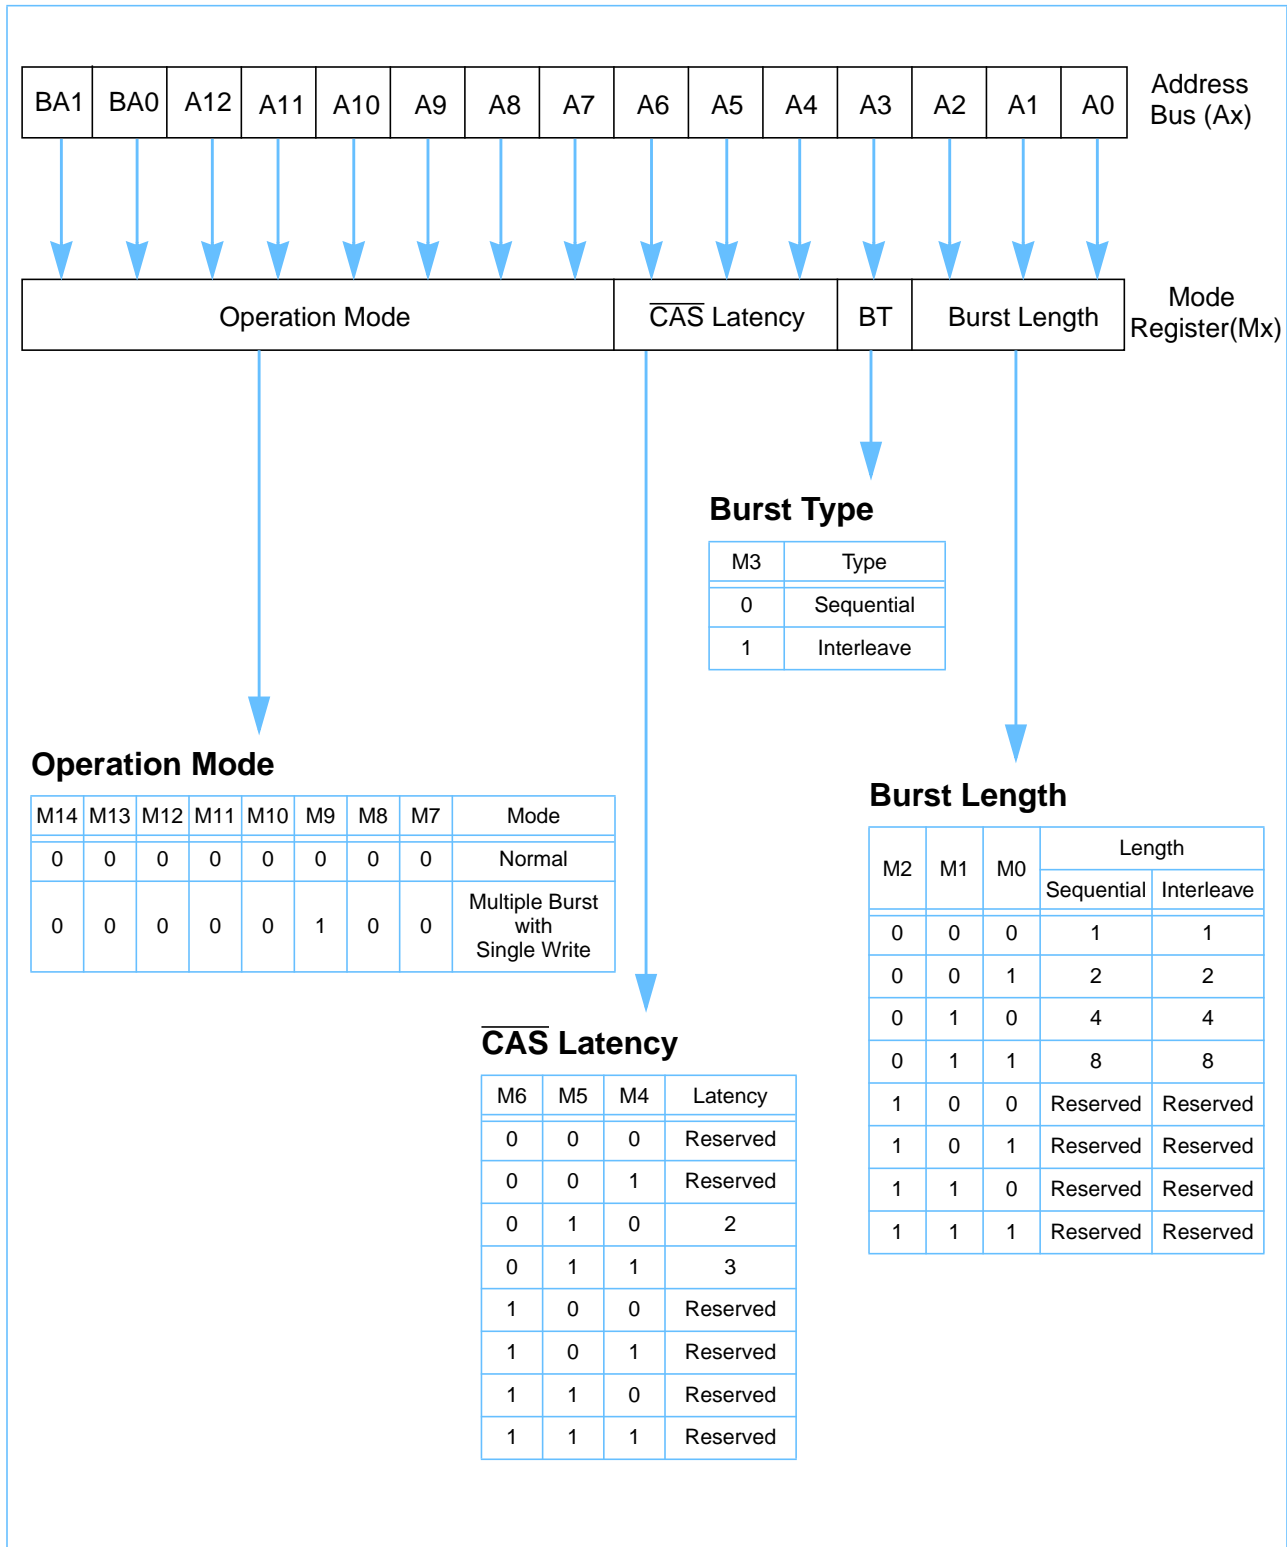 BA1 BA0 A12 A11 A10 A9 A8 A7 A6 A5 A4 A3 A2 A1 A0
Address
Bus (Ax)
Operation Mode CAS Latency BT Burst Length
Mode
Register(Mx)
Burst Type
M3 Type
0 Sequential
1 Interleave
Operation Mode
M14 M13 M12 M11 M10 M9 M8 M7 Mode
0 0 0 0 0 0 0 0 Normal
0 0 0 0 0 1 0 0 Multiple Burst
with
Single Write
Burst Length
M2 M1 M0 Length
Sequential Interleave
0 0 0 1 1
0 0 1 2 2
0 1 0 4 4
0 1 1 8 8
1 0 0 Reserved Reserved
1 0 1 Reserved Reserved
1 1 0 Reserved Reserved
1 1 1 Reserved Reserved
CAS Latency
M6 M5 M4 Latency
0 0 0 Reserved
0 0 1 Reserved
0 1 0 2
0 1 1 3
1 0 0 Reserved
1 0 1 Reserved
1 1 0 Reserved
1 1 1 Reserved